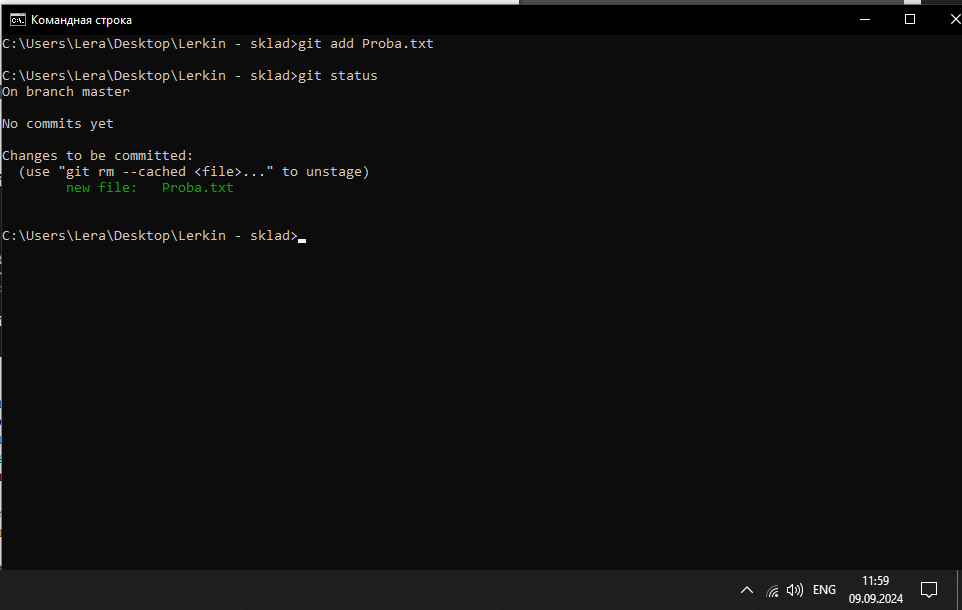 Командная строка
C:\Users\Lera\Desktop\Lerkin - sklad>git add Proba.txt
C:\Users\Lera\Desktop\Lerkin - sklad>git status
On branch master
No commits yet
Changes to be committed:
  (use "git rm --cached <file>..." to unstage)
        new file:   Proba.txt
C:\Users\Lera\Desktop\Lerkin - sklad>
ENG
11:59
09.09.2024